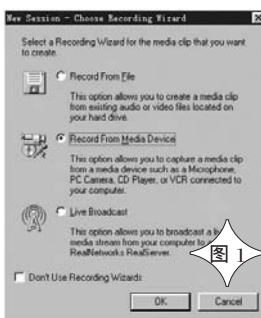 New Session - Choose Recording Wizard
Select a Recording Wizard for the media clip that you want
to create.
Record From File
This option allows you to create a media clip
from existing audio or video files located on
your hard drive.
Record From Media Device
This option allows you to capture a media clip
from a media device such as a Microphone,
PC Camera, CD Player, or VCR connected to
your computer.
Live Broadcast
This option allows you to broadcast a
media stream from your computer to
RealNetworks RealServer.
图 1
Don't Use Recording Wizards
OK
Cancel